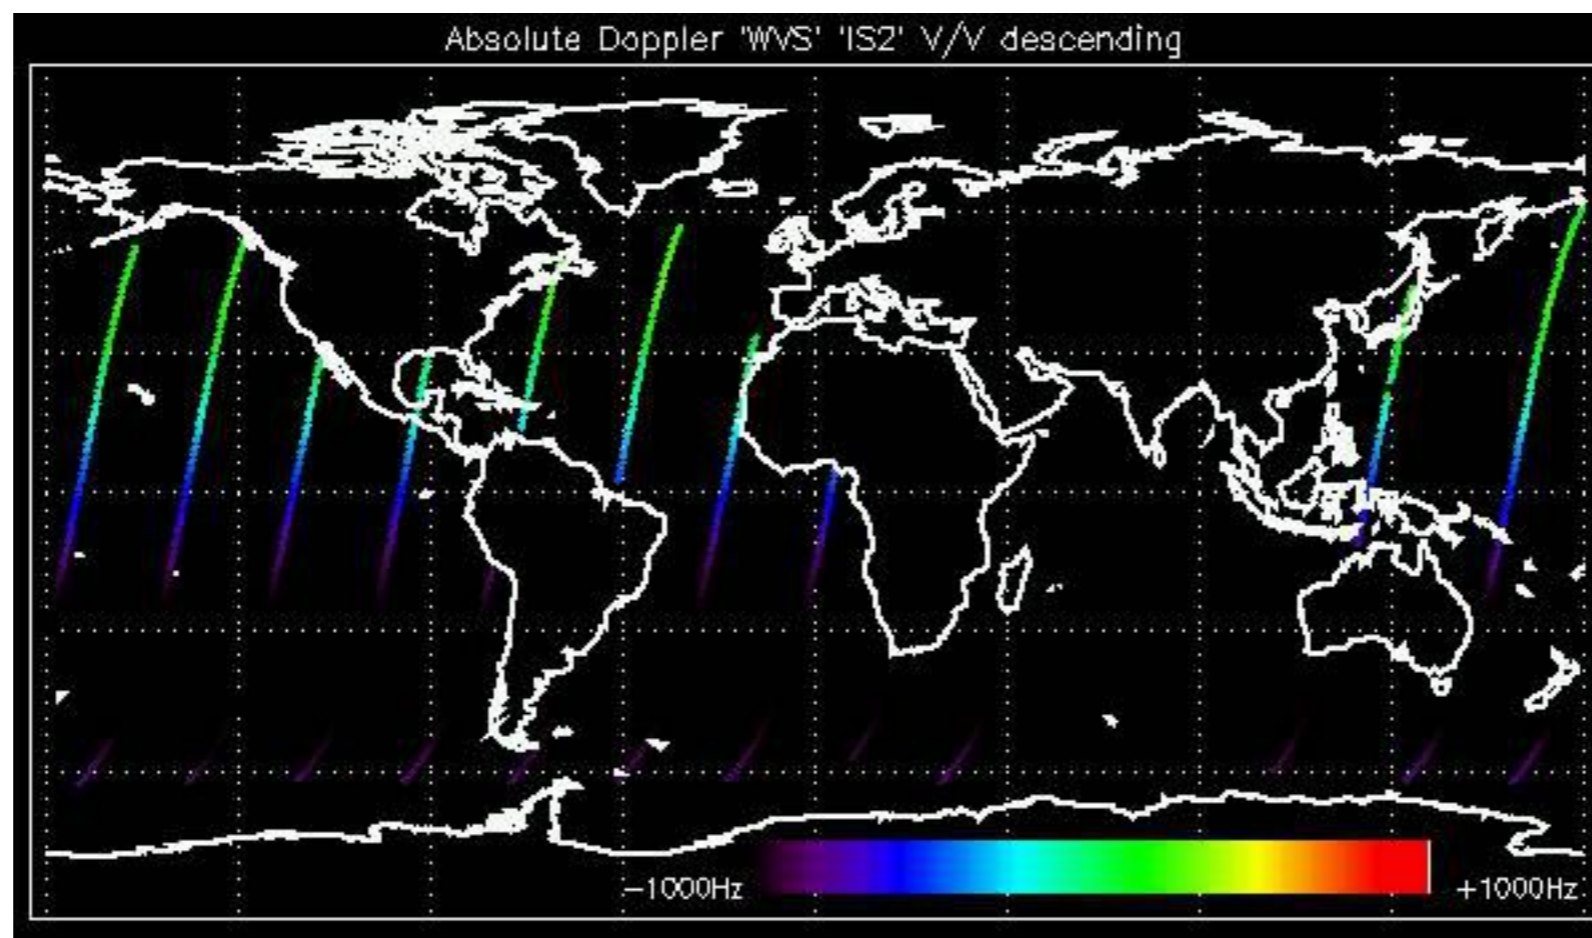 Absolute Doppler 'WVS' 'IS2' V/V descending
−1000Hz
+1000Hz